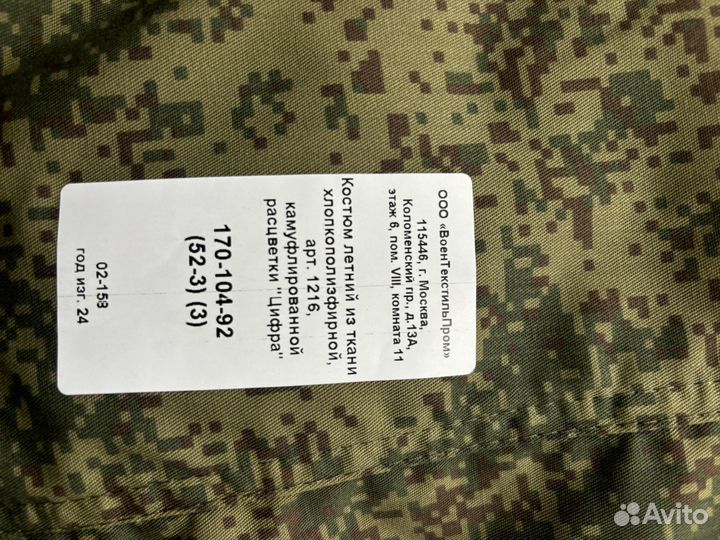 ООО «ВоенТекстильПром»
115446, г. Москва,
Коломенский пр., д.13А,
этаж 6, пом. VIII, комната 11
Костюм летний из ткани
хлопкополиэфирной,
арт. 1216,
камуфлированной
расцветки "Цифра"
170-104-92
(52-3) (3)
02-158
год изг. 24
Avito